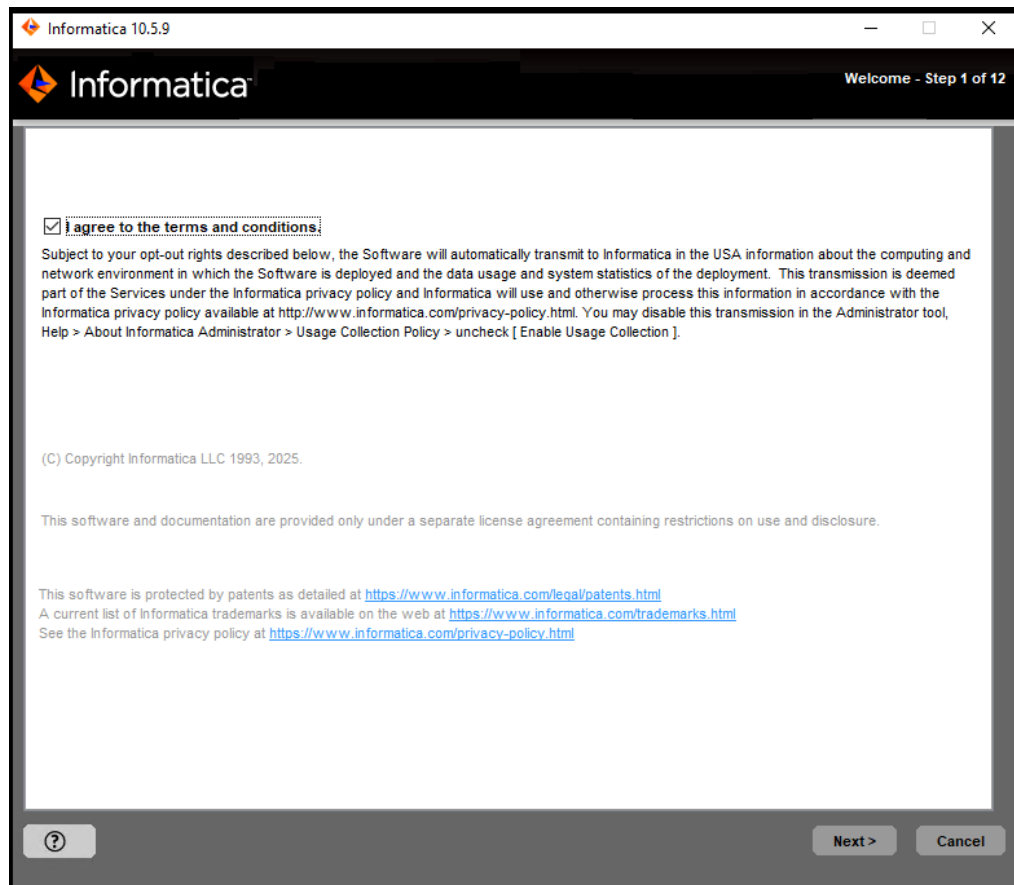 Informatica 10.5.9
Informatica
Welcome - Step 1 of 12
I agree to the terms and conditions.
Subject to your opt-out rights described below, the Software will automatically transmit to Informatica in the USA information about the computing and
network environment in which the Software is deployed and the data usage and system statistics of the deployment. This transmission is deemed
part of the Services under the Informatica privacy policy and Informatica will use and otherwise process this information in accordance with the
Informatica privacy policy available at http://www.informatica.com/privacy-policy.html. You may disable this transmission in the Administrator tool,
Help > About Informatica Administrator > Usage Collection Policy > uncheck [ Enable Usage Collection ].
(C) Copyright Informatica LLC 1993, 2025.
This software and documentation are provided only under a separate license agreement containing restrictions on use and disclosure.
This software is protected by patents as detailed at https://www.informatica.com/legal/patents.html
A current list of Informatica trademarks is available on the web at https://www.informatica.com/trademarks.html
See the Informatica privacy policy at https://www.informatica.com/privacy-policy.html
?
Next >
Cancel